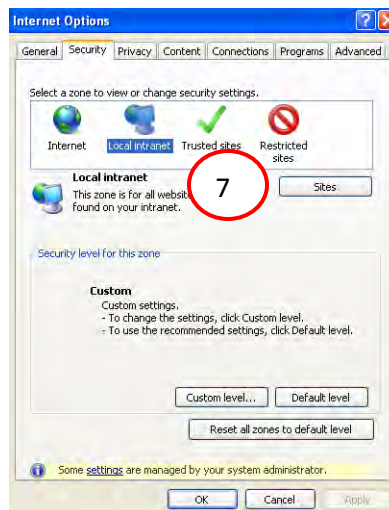 Internet Options
General Security Privacy Content Connections Programs Advanced
Select a zone to view or change security settings.
Internet Local intranet Trusted sites Restricted sites
Local intranet
This zone is for all
found on your intranet.
7
Sites
Security level for this zone
Custom
Custom settings.
- To change the settings, click Custom level.
- To use the recommended settings, click Default level.
Custom level... Default level
Reset all zones to default level
Some settings are managed by your system administrator.
OK Cancel Apply